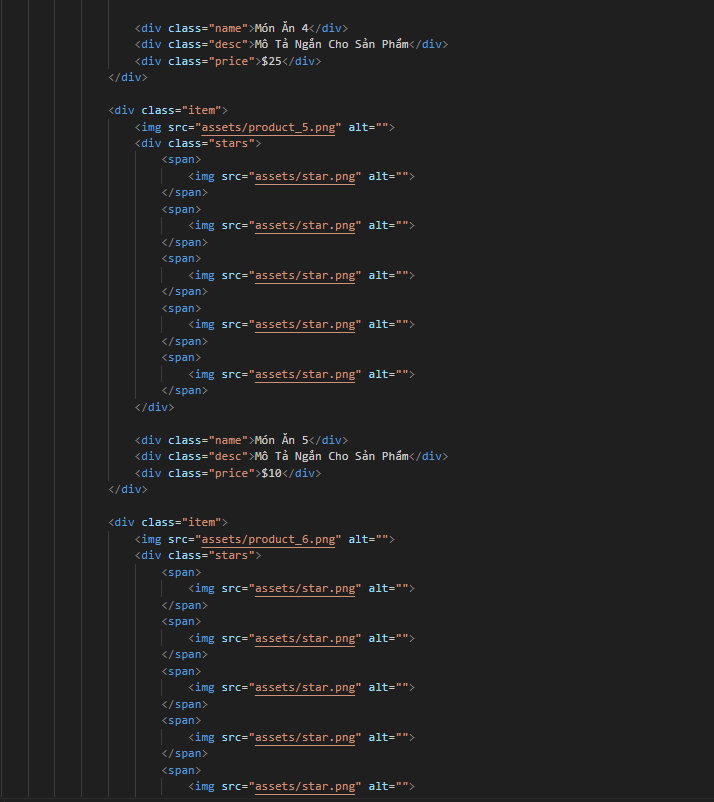 <div class="name">Món Ăn 4</div>
<div class="desc">Mô Tả Ngắn Cho Sản Phẩm</div>
<div class="price">$25</div>
</div>
<div class="item">
<img src="assets/product_5.png" alt="">
<div class="stars">
<span>
<img src="assets/star.png" alt="">
</span>
<span>
<img src="assets/star.png" alt="">
</span>
<span>
<img src="assets/star.png" alt="">
</span>
<span>
<img src="assets/star.png" alt="">
</span>
<span>
<img src="assets/star.png" alt="">
</span>
</div>
<div class="name">Món Ăn 5</div>
<div class="desc">Mô Tả Ngắn Cho Sản Phẩm</div>
<div class="price">$10</div>
</div>
<div class="item">
<img src="assets/product_6.png" alt="">
<div class="stars">
<span>
<img src="assets/star.png" alt="">
</span>
<span>
<img src="assets/star.png" alt="">
</span>
<span>
<img src="assets/star.png" alt="">
</span>
<span>
<img src="assets/star.png" alt="">
</span>
<span>
<img src="assets/star.png" alt="">